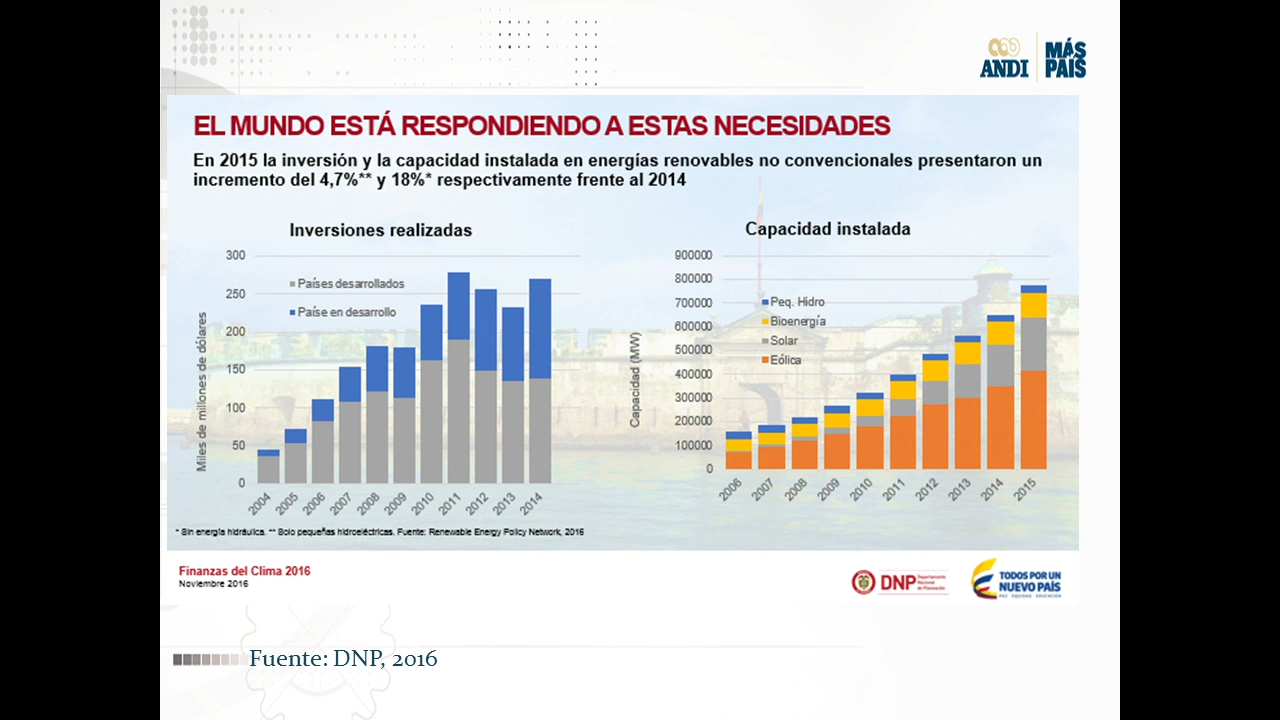 ANDI
MÁS
PAÍS
EL MUNDO ESTÁ RESPONDIENDO A ESTAS NECESIDADES
En 2015 la inversión y la capacidad instalada en energías renovables no convencionales presentaron un
incremento del 4,7%** y 18%* respectivamente frente al 2014
Inversiones realizadas
300
250
200
150
100
50
0
Miles de millones de dólares
Países desarrollados
Paíse en desarrollo
2004 2005 2006 2007 2008 2009 2010 2011 2012 2013 2014
Capacidad instalada
900000
800000
700000
600000
500000
400000
300000
200000
100000
0
Capacidad (MW)
Peq. Hidro
Bioenergía
Solar
Eólica
2006 2007 2008 2009 2010 2011 2012 2013 2014 2015
* Sin energía hidráulica. ** Solo pequeñas hidroeléctricas. Fuente: Renewable Energy Policy Network, 2016
Finanzas del Clima 2016
Noviembre 2016
DNP
Departamento
Nacional
de Planeación
TODOS POR UN
NUEVO PAÍS
PAZ EQUIDAD EDUCACIÓN
Fuente: DNP, 2016